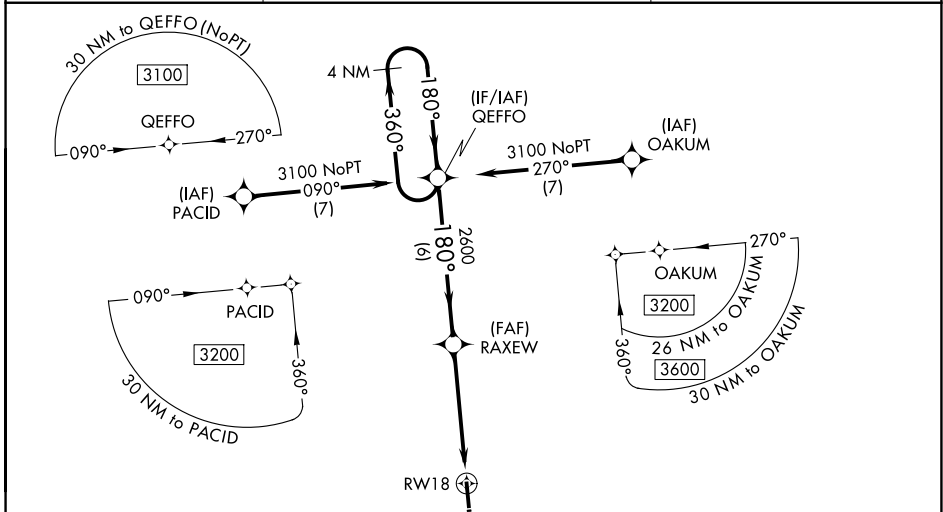 30 NM to QEFFO (NoPT)
3100
QEFFO
090°
270°
4 NM
180°
360°
(IF/IAF)
QEFFO
(IAF)
OAKUM
3100 NoPT
270°
(7)
3100 NoPT
090°
(7)
(IAF)
PACID
2600
180°
(6)
(FAF)
RAXEW
090°
PACID
3200
360°
30 NM to PACID
270°
OAKUM
3200
26 NM to OAKUM
360°
3600
30 NM to OAKUM
RW18